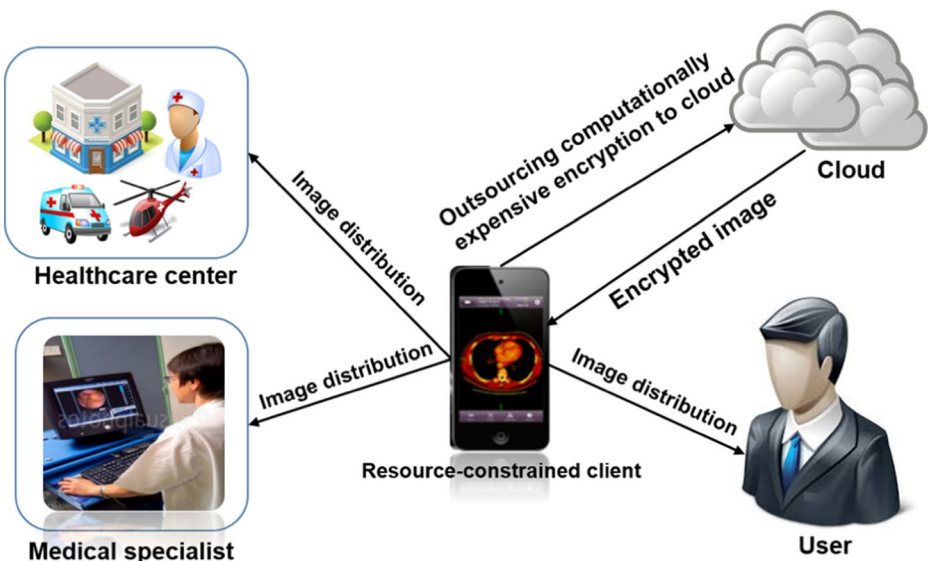 Outsourcing computationally
expensive encryption to cloud
Cloud
Encrypted image
Image distribution
Healthcare center
Image distribution
Image distribution
Resource-constrained client
Medical specialist
User
Pharmacy